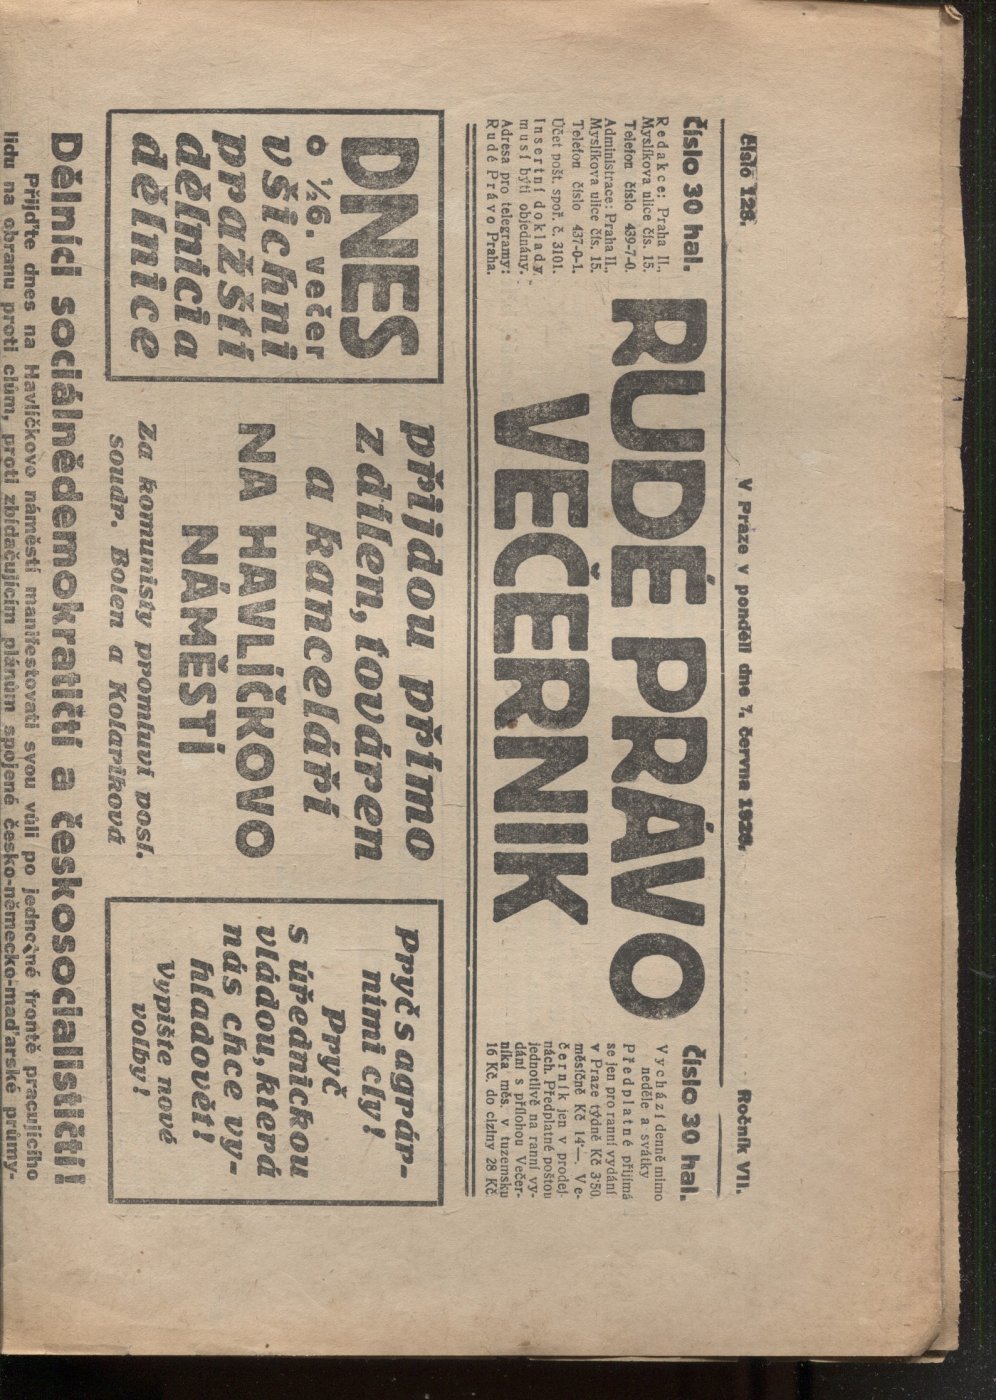 Číslo 128.
V Praze v pondělí dne 7. června 1926.
Ročník VII.
Číslo 30 hal.
Redakce: Praha II.,
Myslíkova ulice čís. 15.
Telefon číslo 439-7-0.
Administrace: Praha II.,
Myslíkova ulice čís. 15.
Telefon číslo 437-0-1.
Účet pošt. spoř. č. 3101.
Insertní doklady
musí býti objednány.
Adresa pro telegramy:
Rudé Právo Praha.
RUDÉ PRÁVO
VEČERNÍK
Číslo 30 hal.
Vychází denně mimo
neděle a svátky
Předplatné přijímá
se jen pro ranní vydání
v Praze týdně Kč 3·50
měsíčně Kč 14·—. Ve-
černík jen v prodej-
nách. Předplatné poštou
jednotlivě na ranní vy-
dání s přílohou Večer-
níka měs. v tuzemsku
16 Kč, do ciziny 28 Kč
DNES
o ½6. večer
všichni
pražští
dělníci a
dělnice
přijdou přímo
z dílen, továren
a kanceláří
NA HAVLÍČKOVO
NÁMĚSTÍ
Za komunisty promluví posl.
soudr. Bolen a Kolaríková
Pryč s agrár-
ními cly!
Pryč
s úřednickou
vládou, která
nás chce vy-
hladovět!
Vypište nové
volby!
Dělníci sociálnědemokratičtí a českosocialističtí!
Přijďte dnes na Havlíčkovo náměstí manifestovati svou vůli po jednotné frontě pracujícího
lidu na obranu proti clům, proti zbídačujícím plánům spojené česko-německo-maďarské průmy-